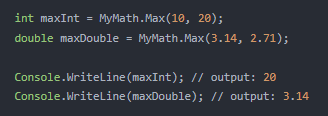 int maxInt = MyMath.Max(10, 20);
double maxDouble = MyMath.Max(3.14, 2.71);
Console.WriteLine(maxInt); // output: 20
Console.WriteLine(maxDouble); // output: 3.14